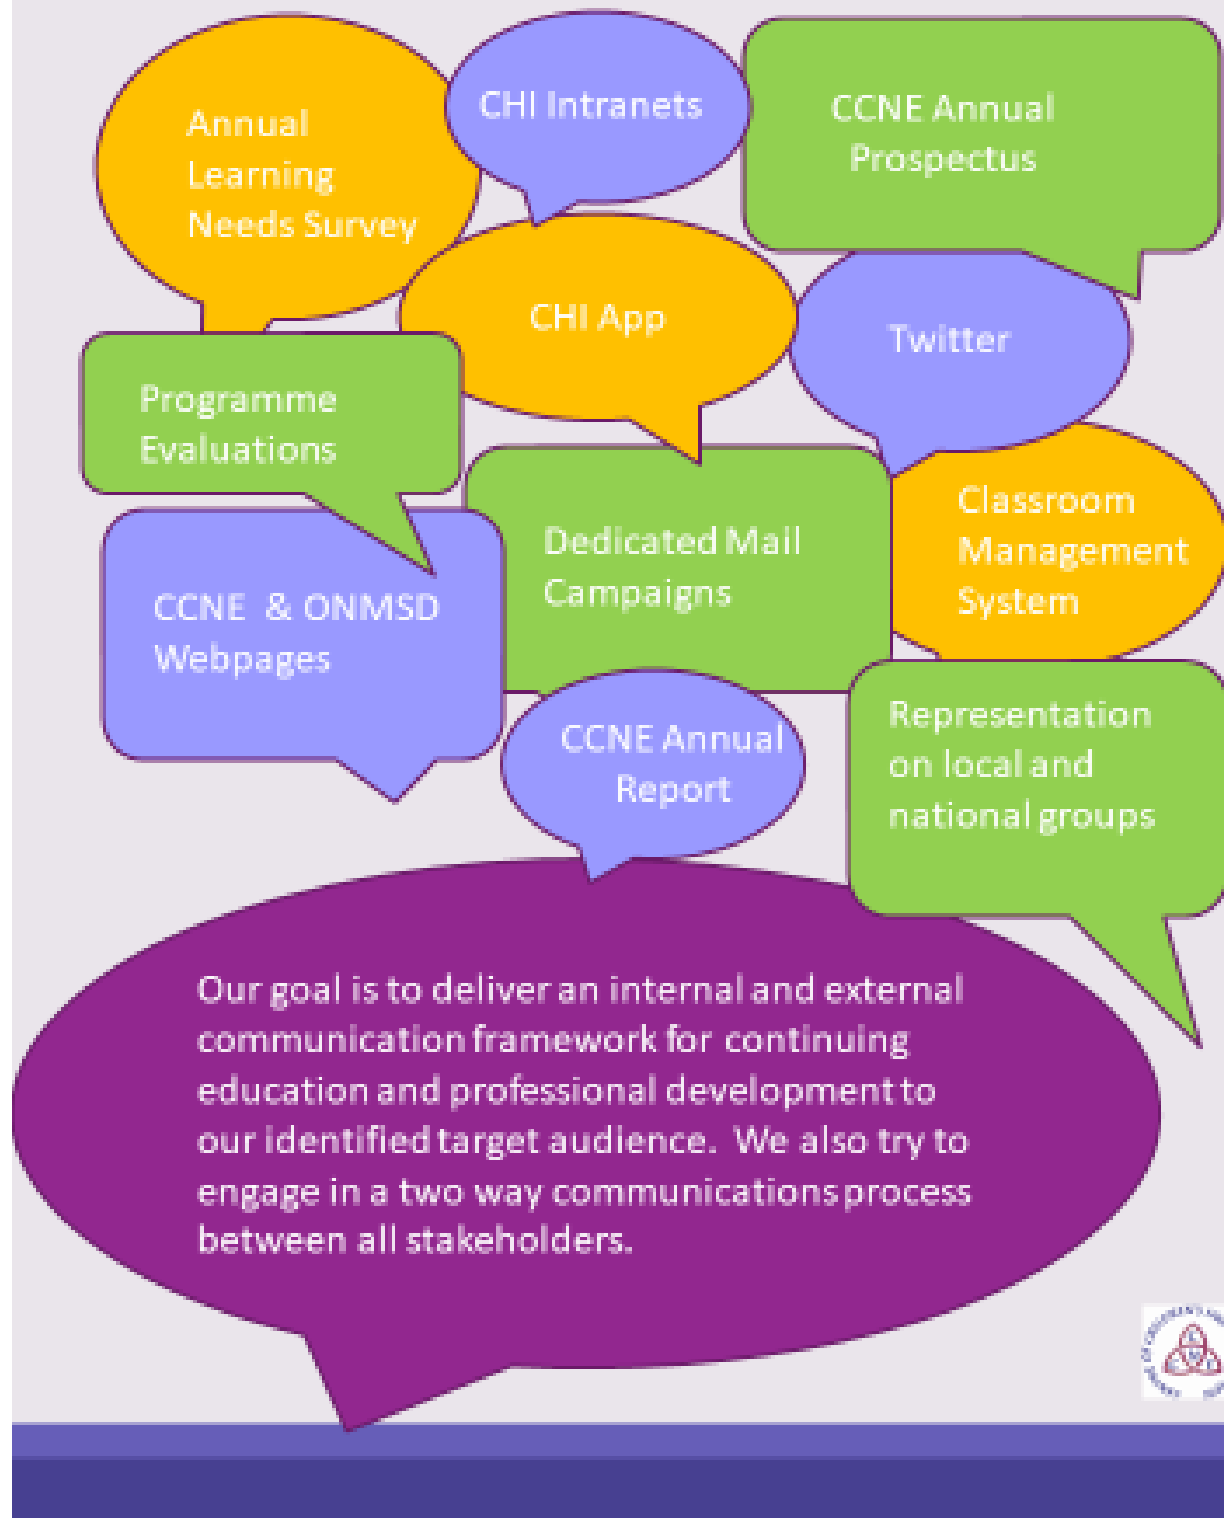 Annual
Learning
Needs Survey
CHI Intranets
CCNE Annual
Prospectus
CHI App
Twitter
Programme
Evaluations
Dedicated Mail
Campaigns
Classroom
Management
System
CCNE & ONMSD
Webpages
CCNE Annual
Report
Representation
on local and
national groups
Our goal is to deliver an internal and external
communication framework for continuing
education and professional development to
our identified target audience. We also try to
engage in a two way communications process
between all stakeholders.